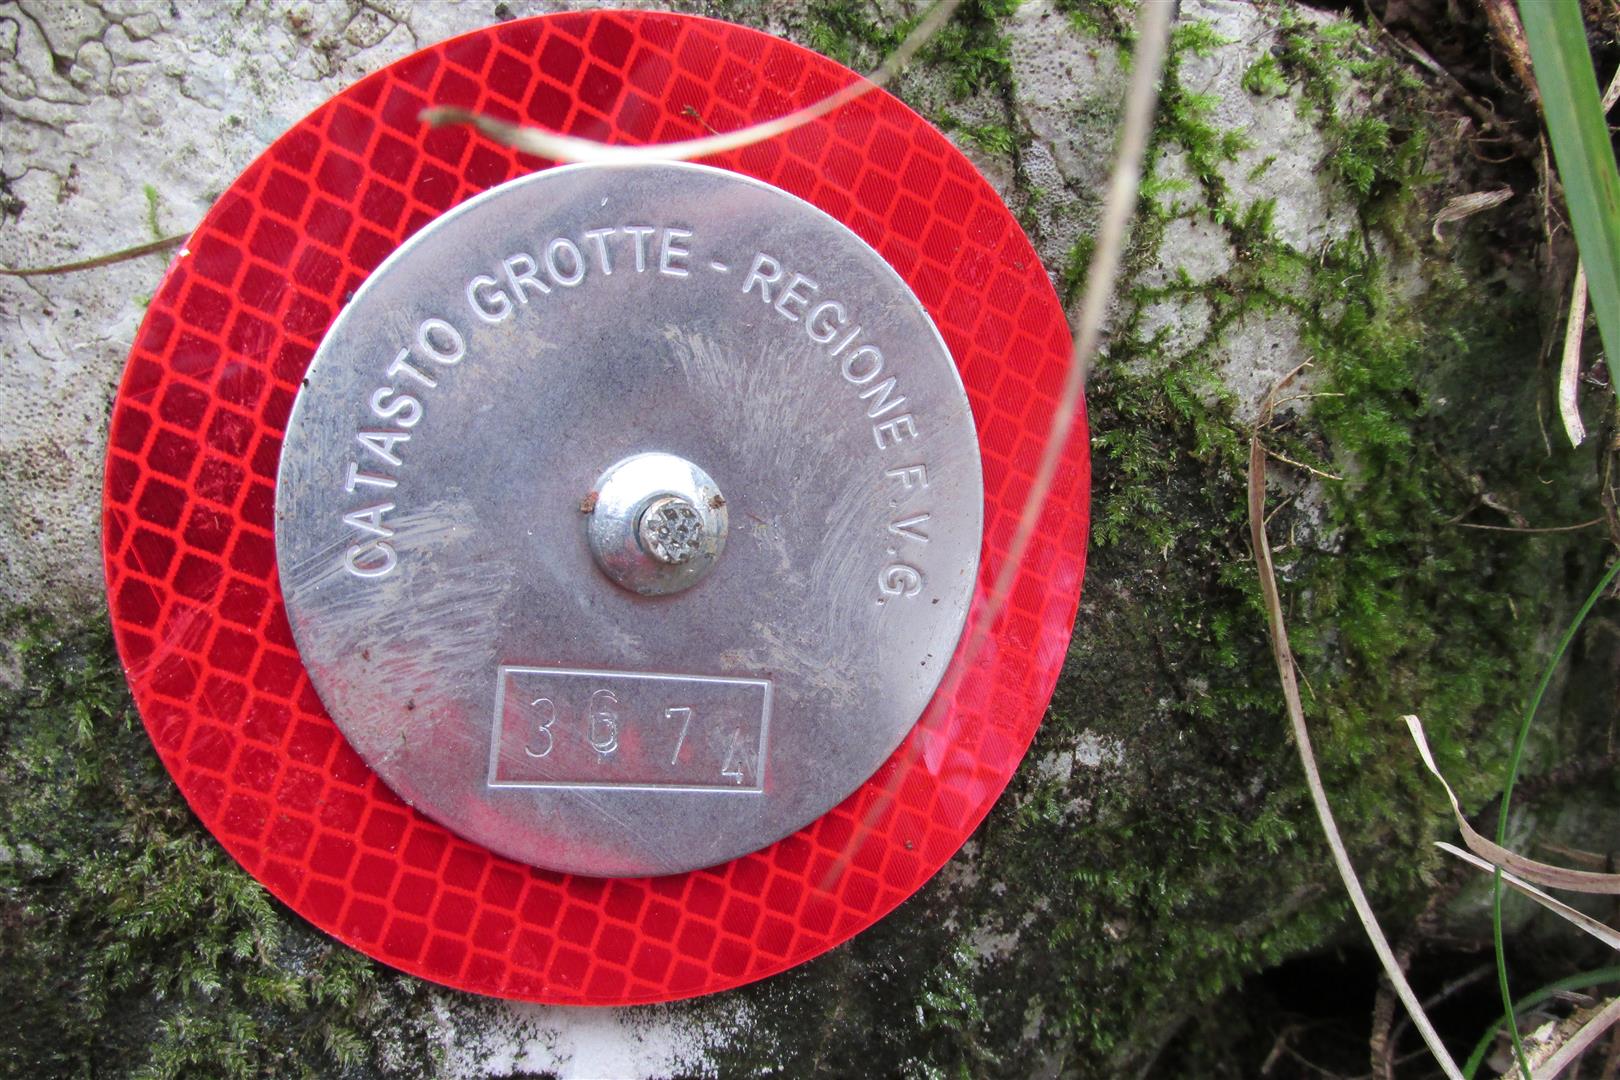 CATASTO GROTTE - REGIONE F.V.G.
3674